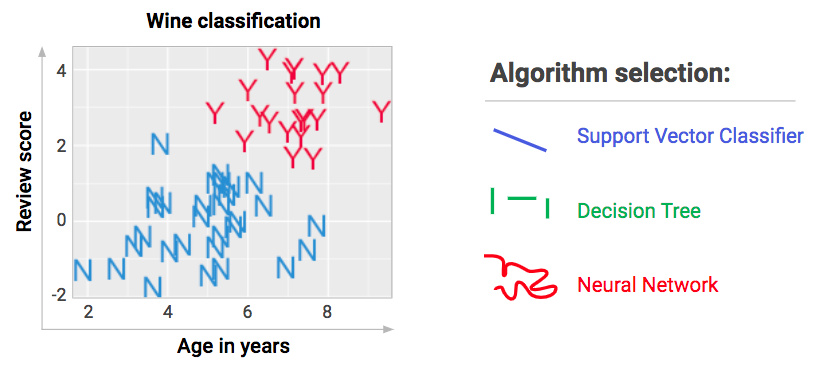 Wine classification
Review score
4
2
0
-2
2 4 6 8
Age in years
Y Y Y Y Y Y Y Y Y Y Y Y Y Y Y Y Y Y Y Y
N N N N N N N N N N N N N N N N N N N N N N N N N N N N N N
Algorithm selection:
Support Vector Classifier
Decision Tree
Neural Network